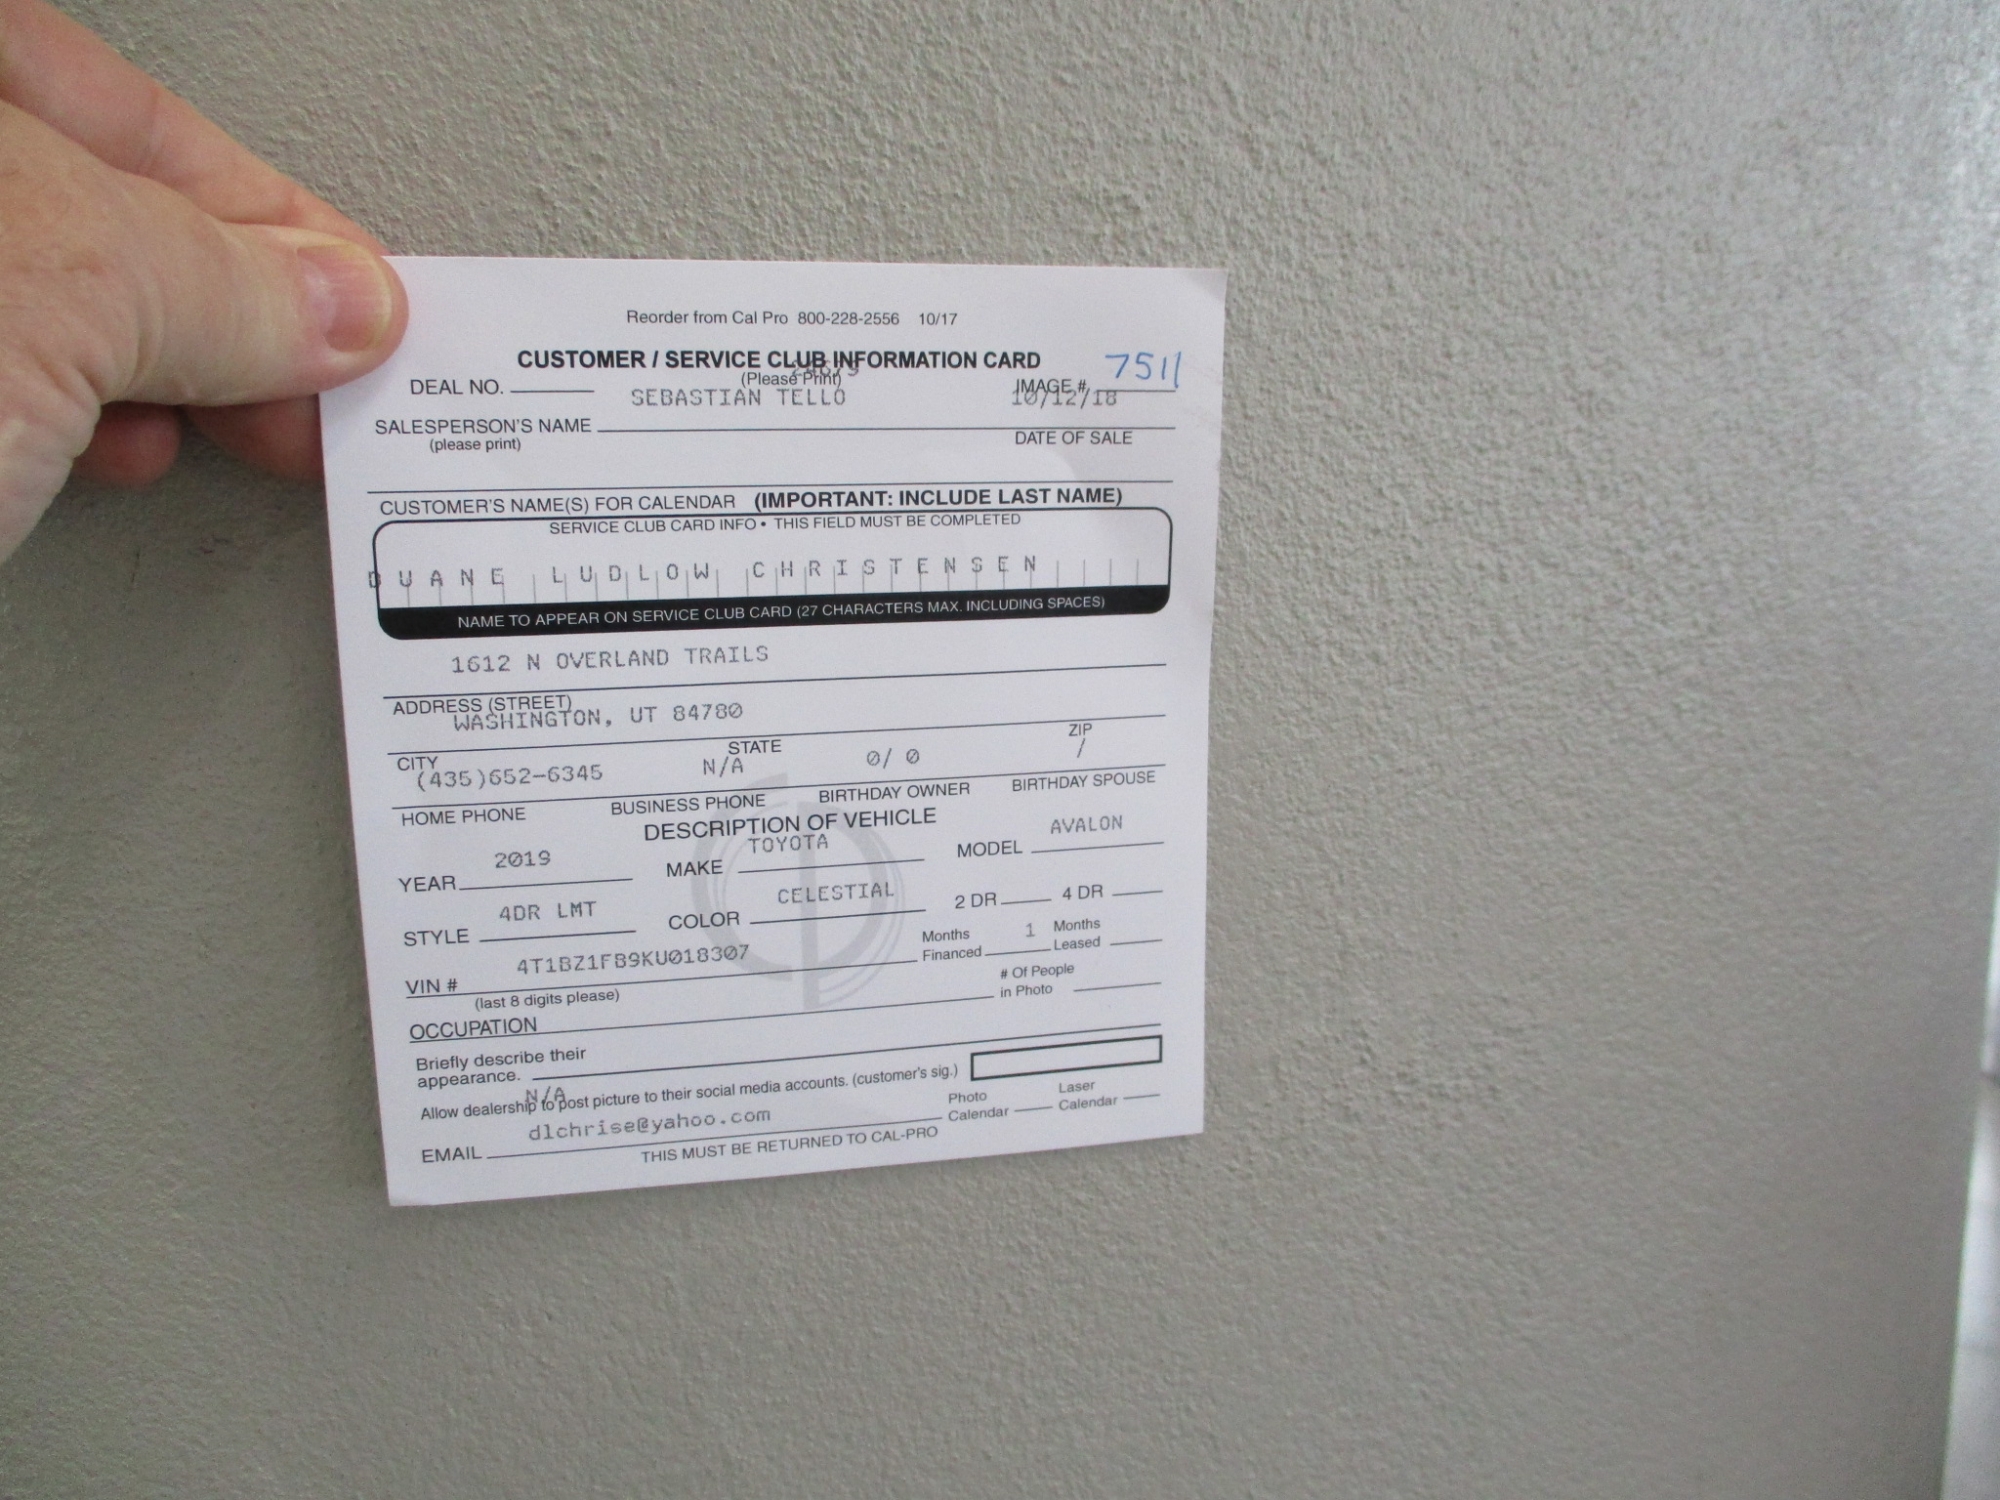 Reorder from Cal Pro 800-228-2556 10/17
CUSTOMER / SERVICE CLUB INFORMATION CARD
7511
(Please Print)
DEAL NO.
IMAGE #
SEBASTIAN TELLO 10/12/18
SALESPERSON'S NAME
(please print)
DATE OF SALE
CUSTOMER'S NAME(S) FOR CALENDAR (IMPORTANT: INCLUDE LAST NAME)
SERVICE CLUB CARD INFO • THIS FIELD MUST BE COMPLETED
DUANE LUDLOW CHRISTENSEN
NAME TO APPEAR ON SERVICE CLUB CARD (27 CHARACTERS MAX. INCLUDING SPACES)
1612 N OVERLAND TRAILS
ADDRESS (STREET)
WASHINGTON, UT 84780
CITY STATE ZIP
(435)652-6345 N/A 0/ 0 /
HOME PHONE BUSINESS PHONE BIRTHDAY OWNER BIRTHDAY SPOUSE
DESCRIPTION OF VEHICLE
2019 TOYOTA AVALON
YEAR MAKE MODEL
4DR LMT CELESTIAL
STYLE COLOR 2 DR 4 DR
4T1BZ1FB9KU018307
VIN #
(last 8 digits please)
Months Financed 1 Months Leased
# Of People in Photo
OCCUPATION
Briefly describe their
appearance.
N/A
Allow dealership to post picture to their social media accounts. (customer's sig.)
dlchrise@yahoo.com
EMAIL
Photo Calendar Laser Calendar
THIS MUST BE RETURNED TO CAL-PRO